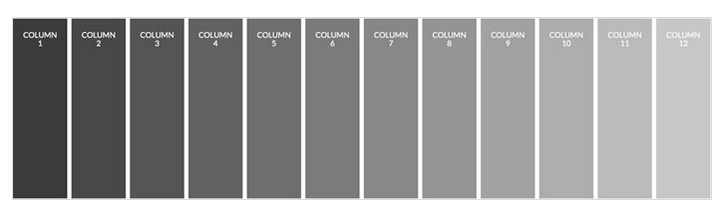 COLUMN
1
COLUMN
2
COLUMN
3
COLUMN
4
COLUMN
5
COLUMN
6
COLUMN
7
COLUMN
8
COLUMN
9
COLUMN
10
COLUMN
11
COLUMN
12